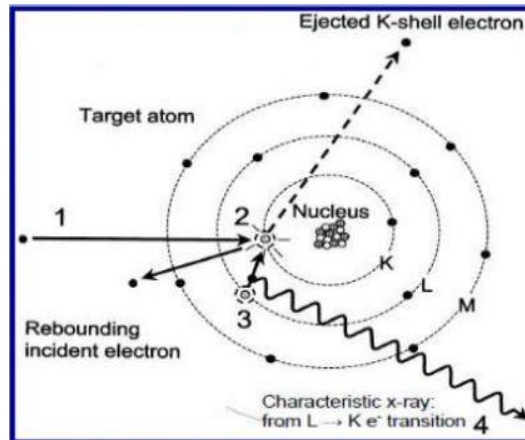 Ejected K-shell electron
Target atom
1
2
Nucleus
K
L
M
3
Rebounding
incident electron
Characteristic x-ray:
from L → K e⁻ transition 4